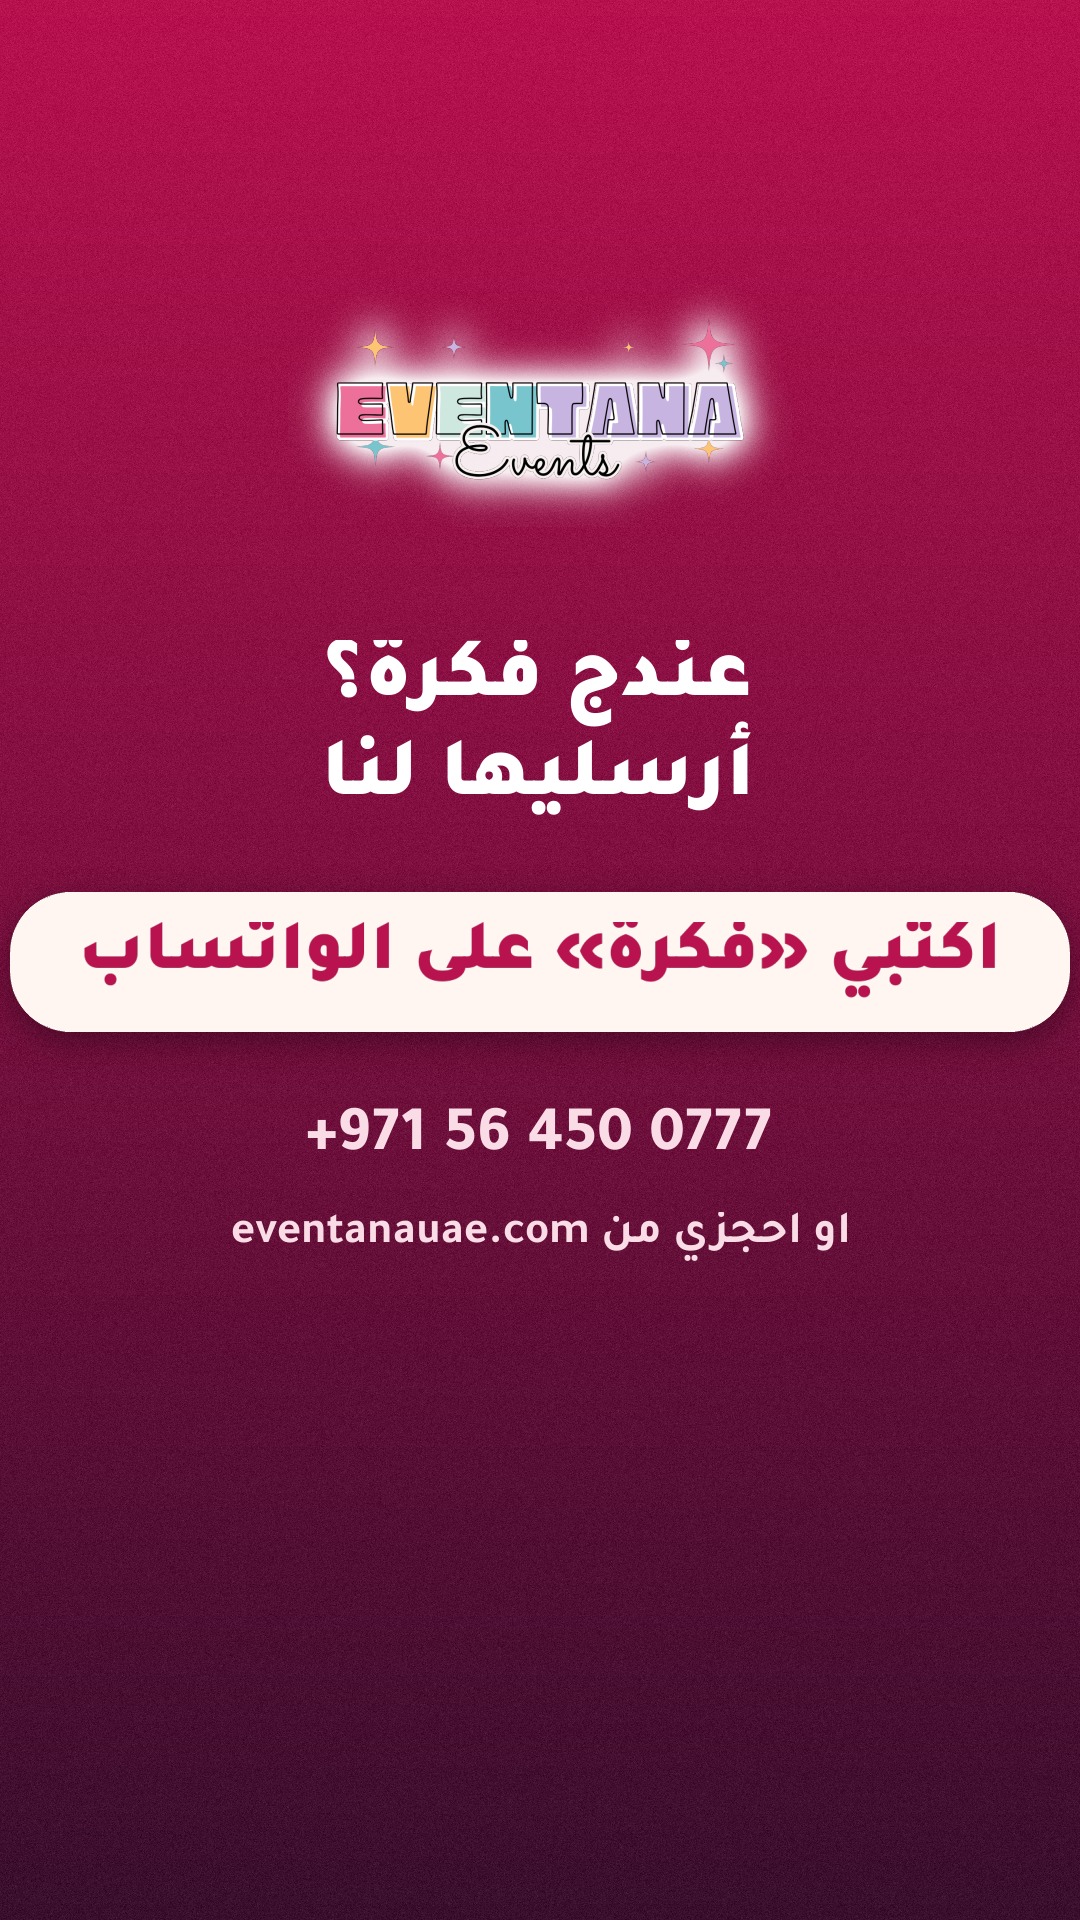 EVENTANA
Events
عندج فكرة؟
أرسليها لنا
اكتبي «فكرة» على الواتساب
+971 56 450 0777
او احجزي من eventanauae.com